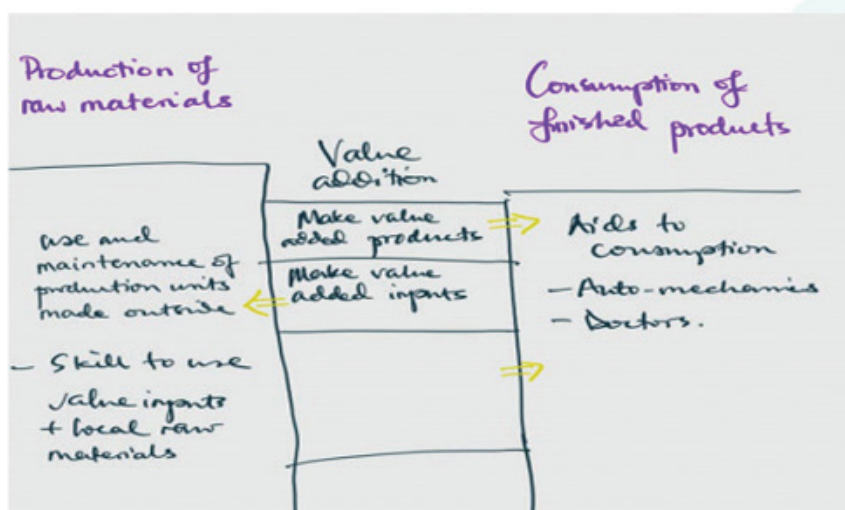 Production of
raw materials
Consumption of
finished products
Value
addition
use and
maintenance of
production units
made outside
- Skill to use
value inputs
+ local raw
materials
Make value
added products
Make value
added inputs
Aids to
consumption
- Auto-mechanics
- Doctors.